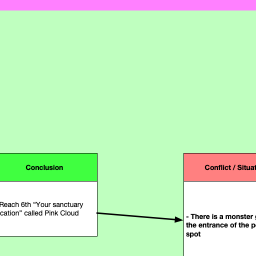 Conclusion
Conflict / Situat
Reach 6th "Your sanctuary
cation" called Pink Cloud
- There is a monster g
the entrance of the p
spot